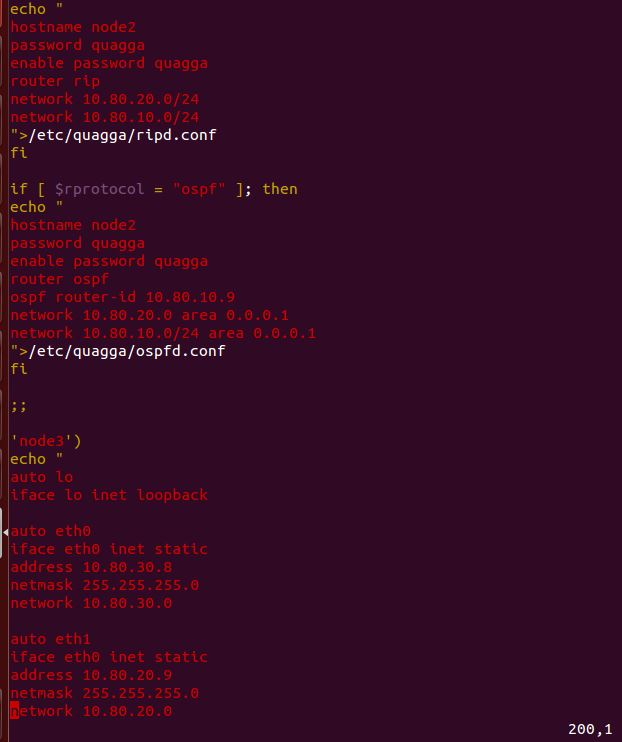 echo "
hostname node2
password quagga
enable password quagga
router rip
network 10.80.20.0/24
network 10.80.10.0/24
">/etc/quagga/ripd.conf
fi
if [ $rprotocol = "ospf" ]; then
echo "
hostname node2
password quagga
enable password quagga
router ospf
ospf router-id 10.80.10.9
network 10.80.20.0 area 0.0.0.1
network 10.80.10.0/24 area 0.0.0.1
">/etc/quagga/ospfd.conf
fi
;;
'node3')
echo "
auto lo
iface lo inet loopback
auto eth0
iface eth0 inet static
address 10.80.30.8
netmask 255.255.255.0
network 10.80.30.0
auto eth1
iface eth0 inet static
address 10.80.20.9
netmask 255.255.255.0
network 10.80.20.0
200,1